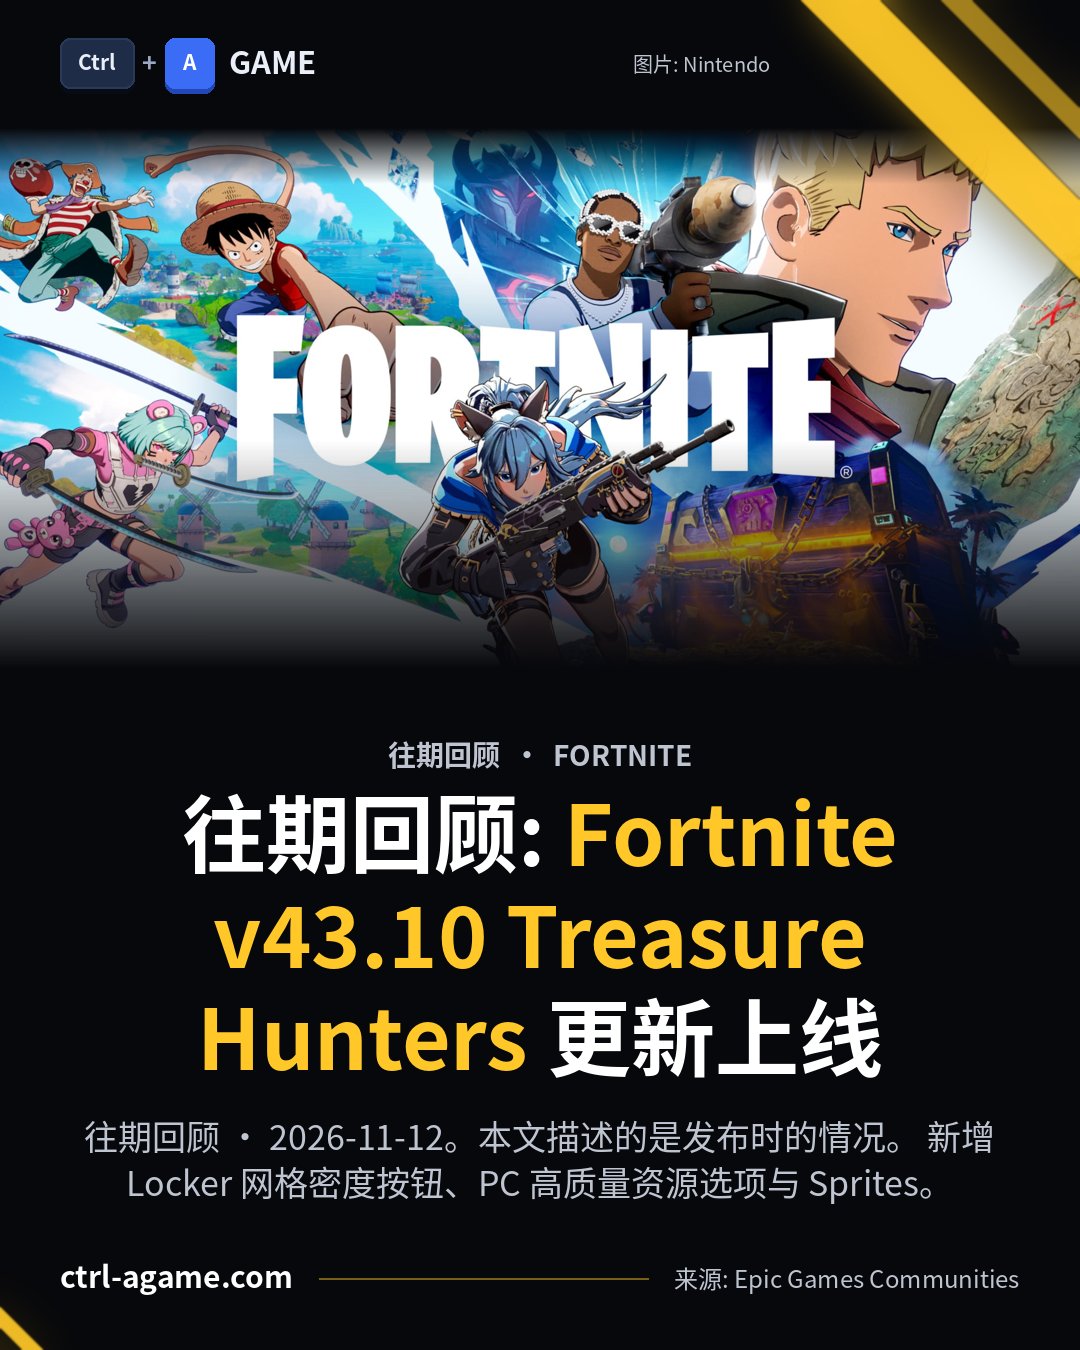 Ctrl + A GAME
图片: Nintendo
FORTNITE
®
往期回顾 • FORTNITE
往期回顾: Fortnite
v43.10 Treasure
Hunters 更新上线
往期回顾 • 2026-11-12。本文描述的是发布时的情况。 新增
Locker 网格密度按钮、PC 高质量资源选项与 Sprites。
ctrl-agame.com
来源: Epic Games Communities